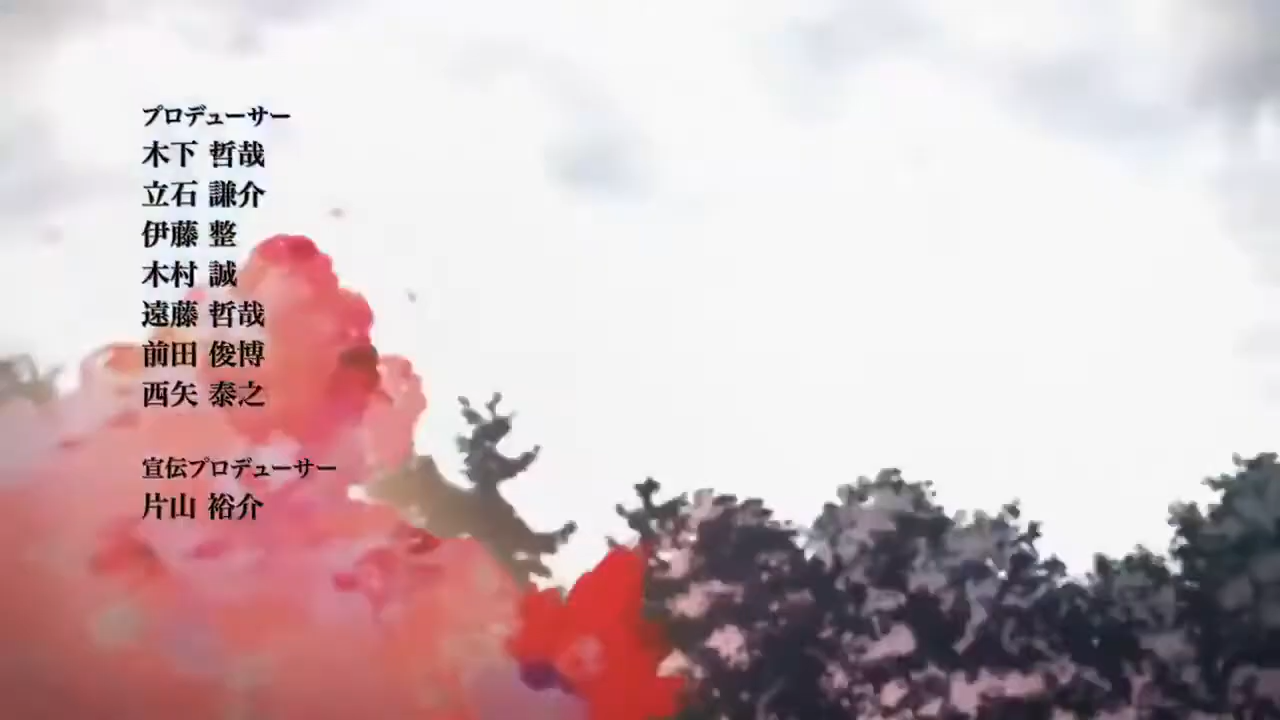 プロデューサー
木下 哲哉
立石 謙介
伊藤 整
木村 誠
遠藤 哲哉
前田 俊博
西矢 泰之
宣伝プロデューサー
片山 裕介